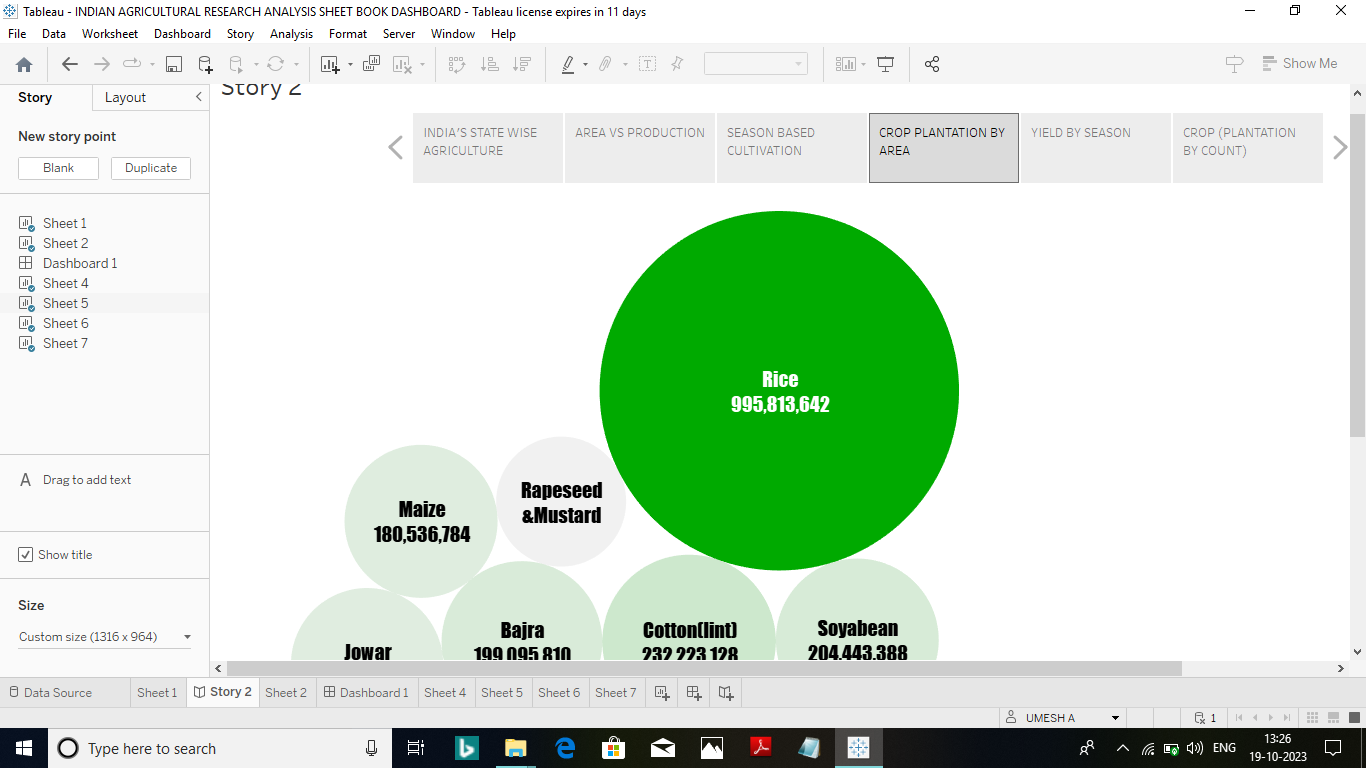 Tableau - INDIAN AGRICULTURAL RESEARCH ANALYSIS SHEET BOOK DASHBOARD - Tableau license expires in 11 days
File Data Worksheet Dashboard Story Analysis Format Server Window Help
Show Me
Story Layout
New story point
Blank Duplicate
Sheet 1
Sheet 2
Dashboard 1
Sheet 4
Sheet 5
Sheet 6
Sheet 7
A Drag to add text
Show title
Size
Custom size (1316 x 964)
Story 2
INDIA'S STATE WISE
AGRICULTURE
AREA VS PRODUCTION
SEASON BASED
CULTIVATION
CROP PLANTATION BY
AREA
YIELD BY SEASON
CROP (PLANTATION
BY COUNT)
Rice
995,813,642
Maize
180,536,784
Rapeseed
&Mustard
Jowar
Bajra
199,095,810
Cotton(lint)
232,223,128
Soyabean
204,443,388
Data Source Sheet 1 Story 2 Sheet 2 Dashboard 1 Sheet 4 Sheet 5 Sheet 6 Sheet 7
UMESH A 1
Type here to search
ENG
13:26
19-10-2023